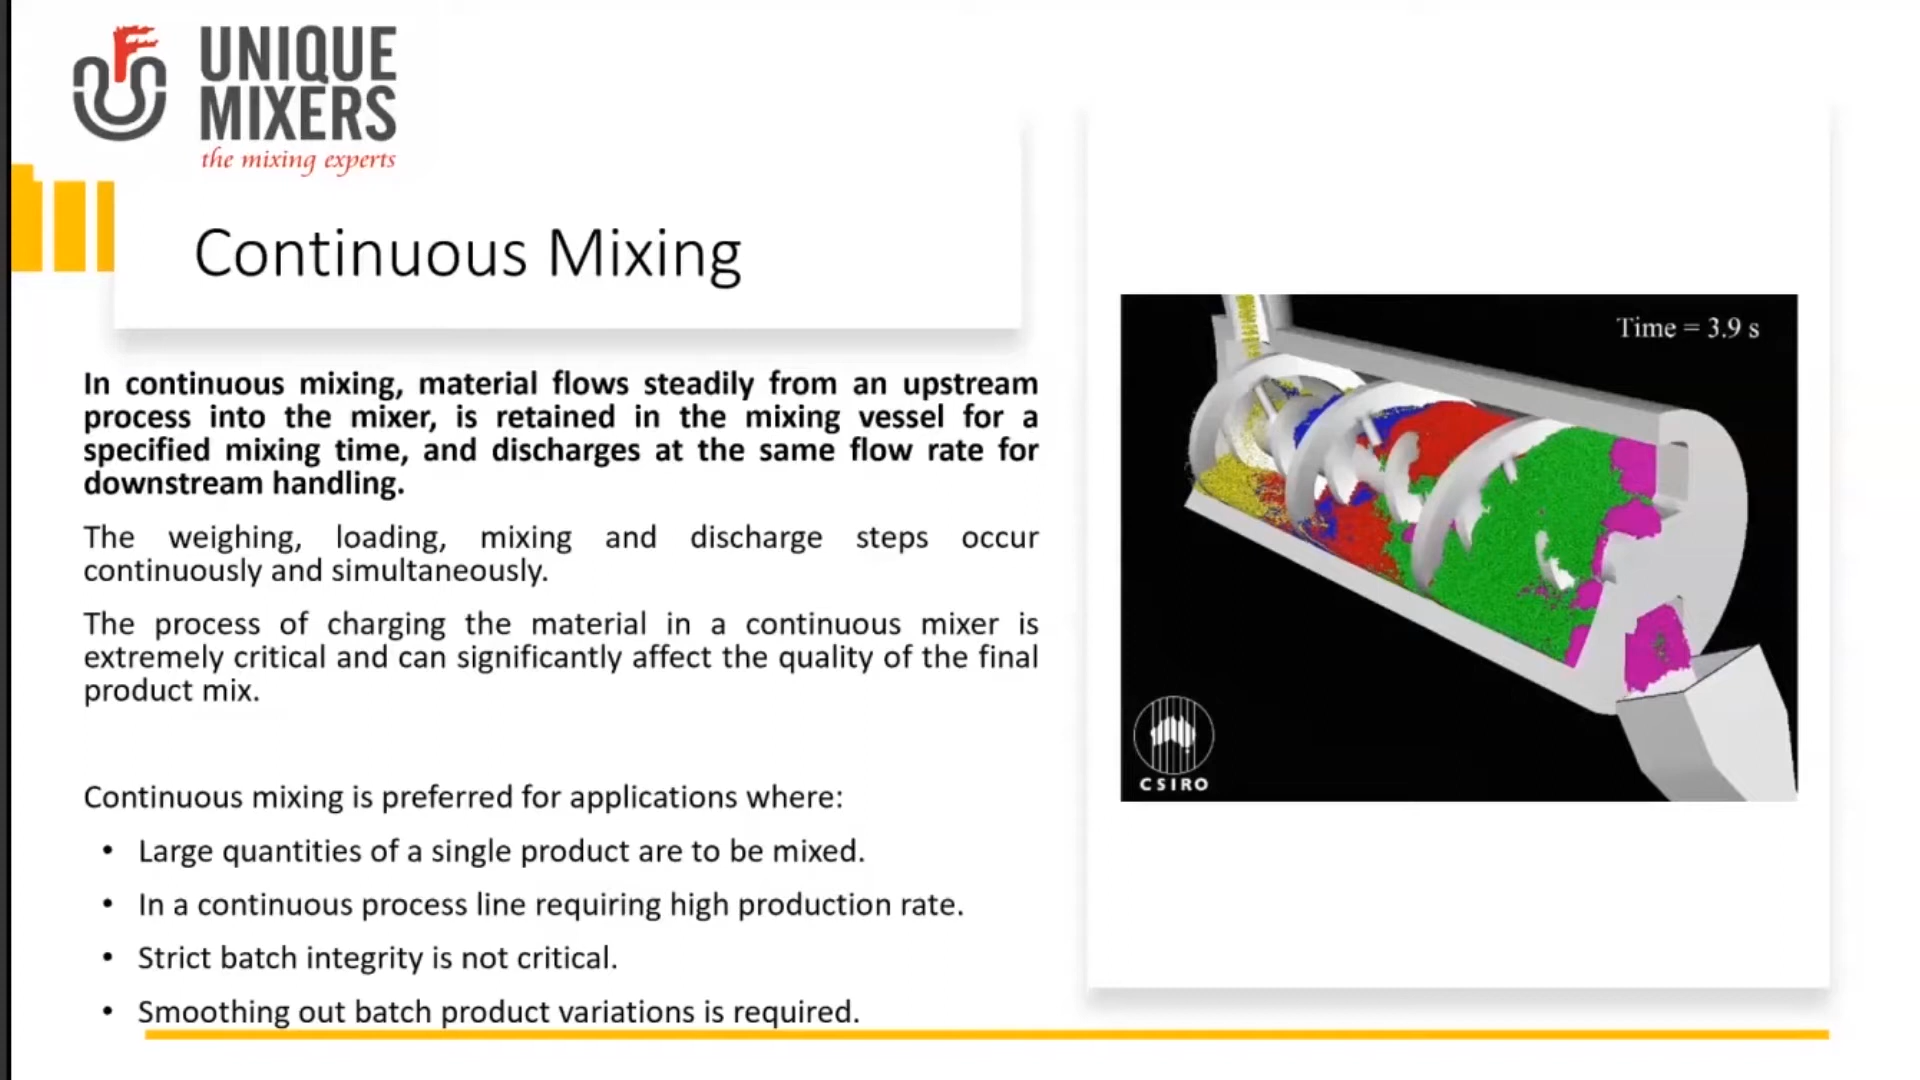 UNIQUE
MIXERS
the mixing experts
Continuous Mixing
In continuous mixing, material flows steadily from an upstream
process into the mixer, is retained in the mixing vessel for a
specified mixing time, and discharges at the same flow rate for
downstream handling.
The weighing, loading, mixing and discharge steps occur
continuously and simultaneously.
The process of charging the material in a continuous mixer is
extremely critical and can significantly affect the quality of the final
product mix.
Continuous mixing is preferred for applications where:
• Large quantities of a single product are to be mixed.
• In a continuous process line requiring high production rate.
• Strict batch integrity is not critical.
• Smoothing out batch product variations is required.
Time = 3.9 s
CSIRO